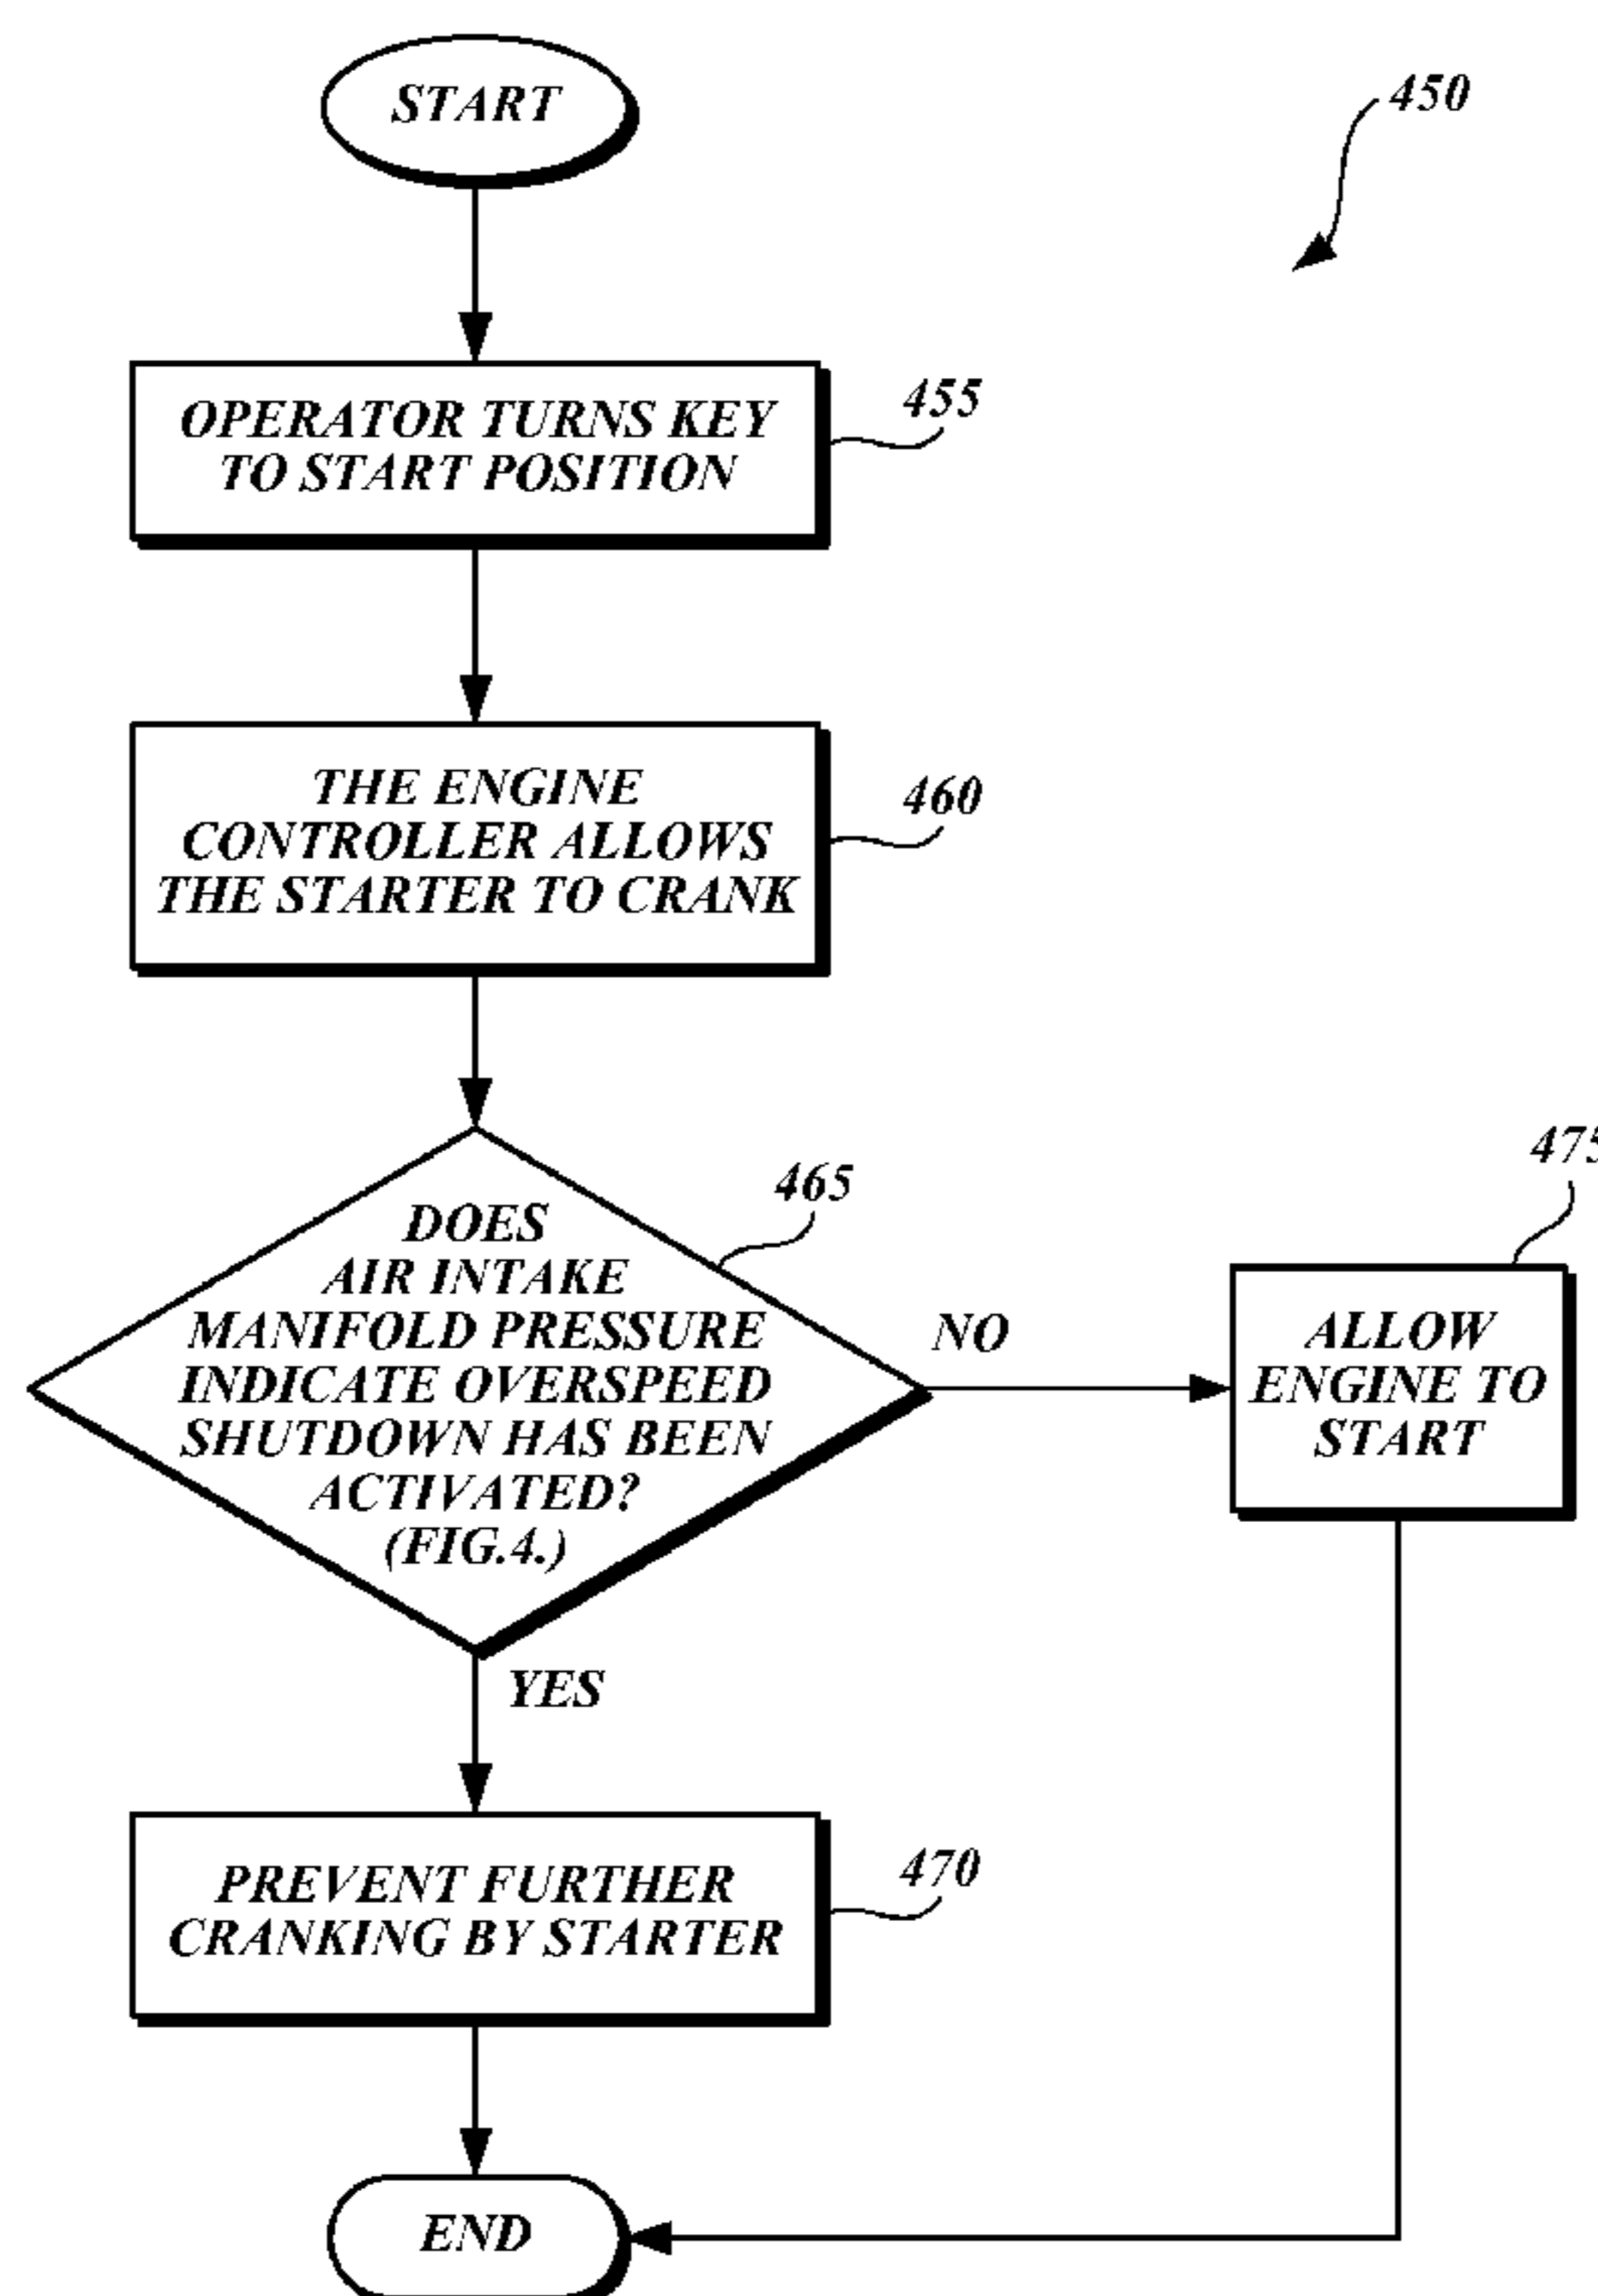 START
450
OPERATOR TURNS KEY
TO START POSITION
455
THE ENGINE
CONTROLLER ALLOWS
THE STARTER TO CRANK
460
DOES
AIR INTAKE
MANIFOLD PRESSURE
INDICATE OVERSPEED
SHUTDOWN HAS BEEN
ACTIVATED?
(FIG.4.)
465
NO
475
ALLOW
ENGINE TO
START
YES
PREVENT FURTHER
CRANKING BY STARTER
470
END